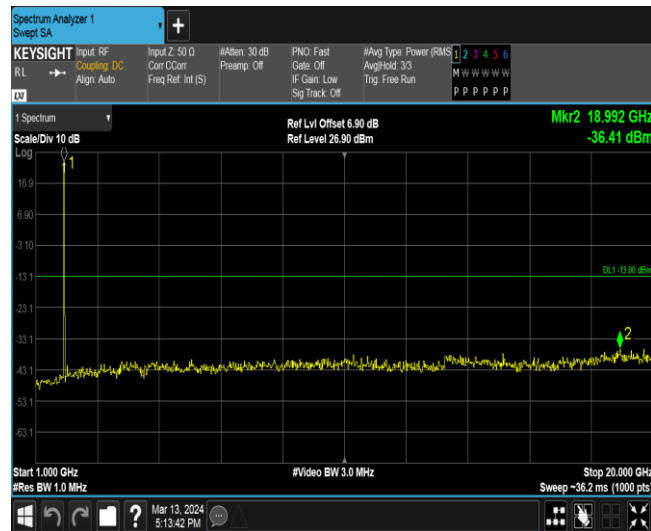 Spectrum Analyzer 1
Swept SA
+
KEYSIGHT
RL
LXI
Input: RF
Coupling: DC
Align: Auto
Input Z: 50 Ω
Corr CCorr
Freq Ref: Int (S)
#Atten: 30 dB
Preamp: Off
PNO: Fast
Gate: Off
IF Gain: Low
Sig Track: Off
#Avg Type: Power (RMS
Avg|Hold: 3/3
Trig: Free Run
1 2 3 4 5 6
M W W W W W
P P P P P P
1 Spectrum
Scale/Div 10 dB
Log
Ref Lvl Offset 6.90 dB
Ref Level 26.90 dBm
Mkr2 18.992 GHz
-36.41 dBm
1
16.9
6.90
-3.10
DL1 -13.00 dBm
-13.1
-23.1
2
-33.1
-43.1
-53.1
-63.1
Start 1.000 GHz
#Res BW 1.0 MHz
#Video BW 3.0 MHz
Stop 20.000 GHz
Sweep ~36.2 ms (1000 pts)
?
Mar 13, 2024
5:13:42 PM